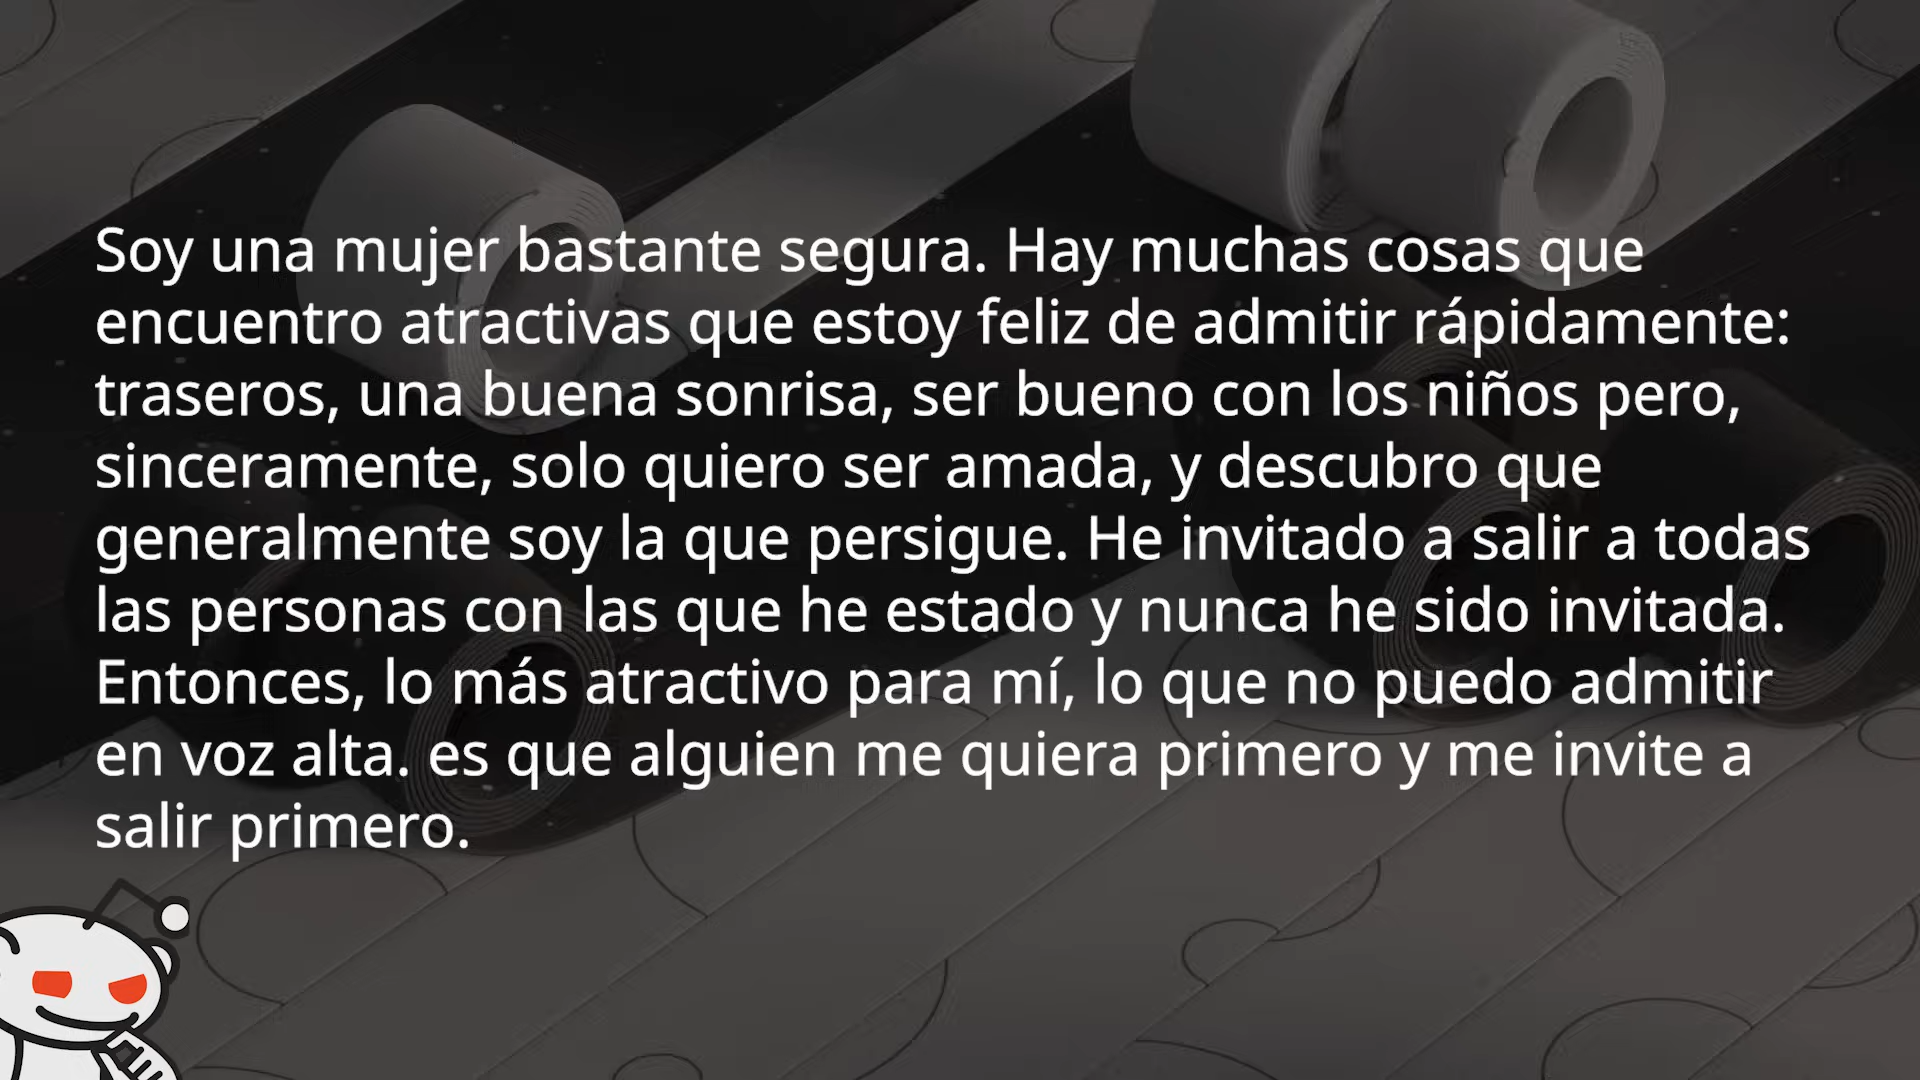 Soy una mujer bastante segura. Hay muchas cosas que
encuentro atractivas que estoy feliz de admitir rápidamente:
traseros, una buena sonrisa, ser bueno con los niños pero,
sinceramente, solo quiero ser amada, y descubro que
generalmente soy la que persigue. He invitado a salir a todas
las personas con las que he estado y nunca he sido invitada.
Entonces, lo más atractivo para mí, lo que no puedo admitir
en voz alta. es que alguien me quiera primero y me invite a
salir primero.